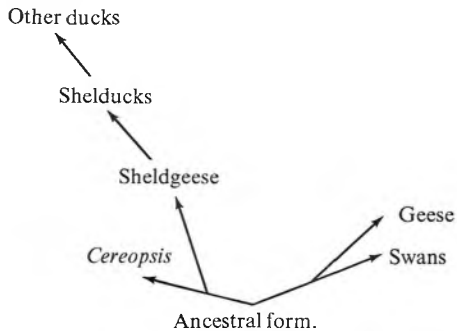 Other ducks
Shelducks
Sheldgeese
Geese
Cereopsis
Swans
Ancestral form.